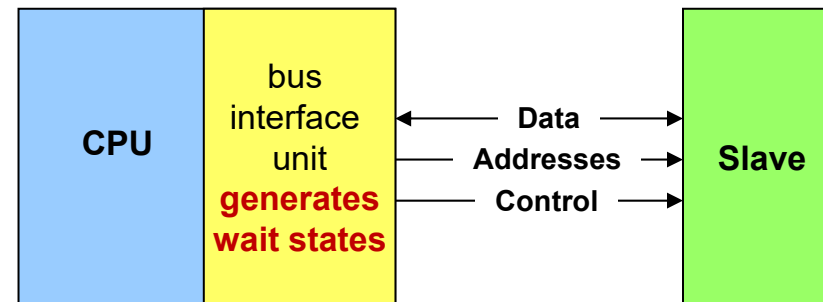 CPU
bus
interface
unit
generates
wait states
Data
Addresses
Control
Slave